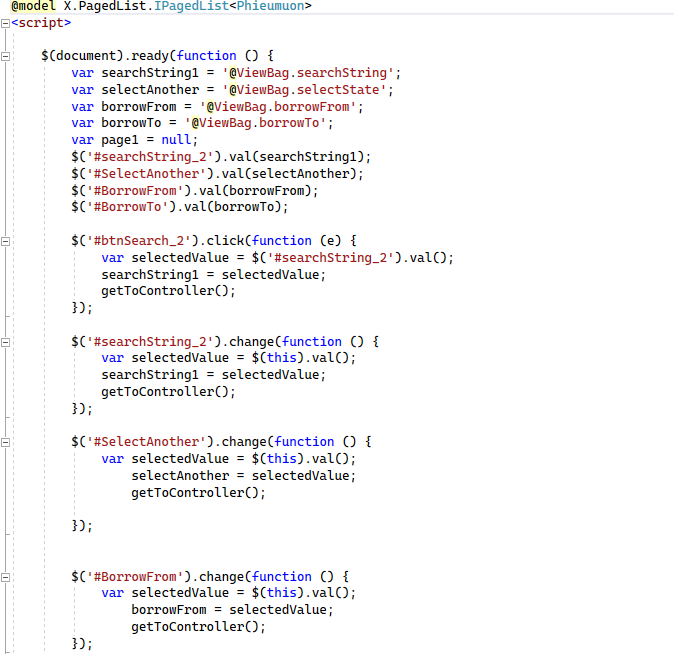 @model X.PagedList.IPagedList<Phieumuon>
<script>
$(document).ready(function () {
var searchString1 = '@ViewBag.searchString';
var selectAnother = '@ViewBag.selectState';
var borrowFrom = '@ViewBag.borrowFrom';
var borrowTo = '@ViewBag.borrowTo';
var page1 = null;
$('#searchString_2').val(searchString1);
$('#SelectAnother').val(selectAnother);
$('#BorrowFrom').val(borrowFrom);
$('#BorrowTo').val(borrowTo);
$('#btnSearch_2').click(function (e) {
var selectedValue = $('#searchString_2').val();
searchString1 = selectedValue;
getToController();
});
$('#searchString_2').change(function () {
var selectedValue = $(this).val();
searchString1 = selectedValue;
getToController();
});
$('#SelectAnother').change(function () {
var selectedValue = $(this).val();
selectAnother = selectedValue;
getToController();
});
$('#BorrowFrom').change(function () {
var selectedValue = $(this).val();
borrowFrom = selectedValue;
getToController();
});